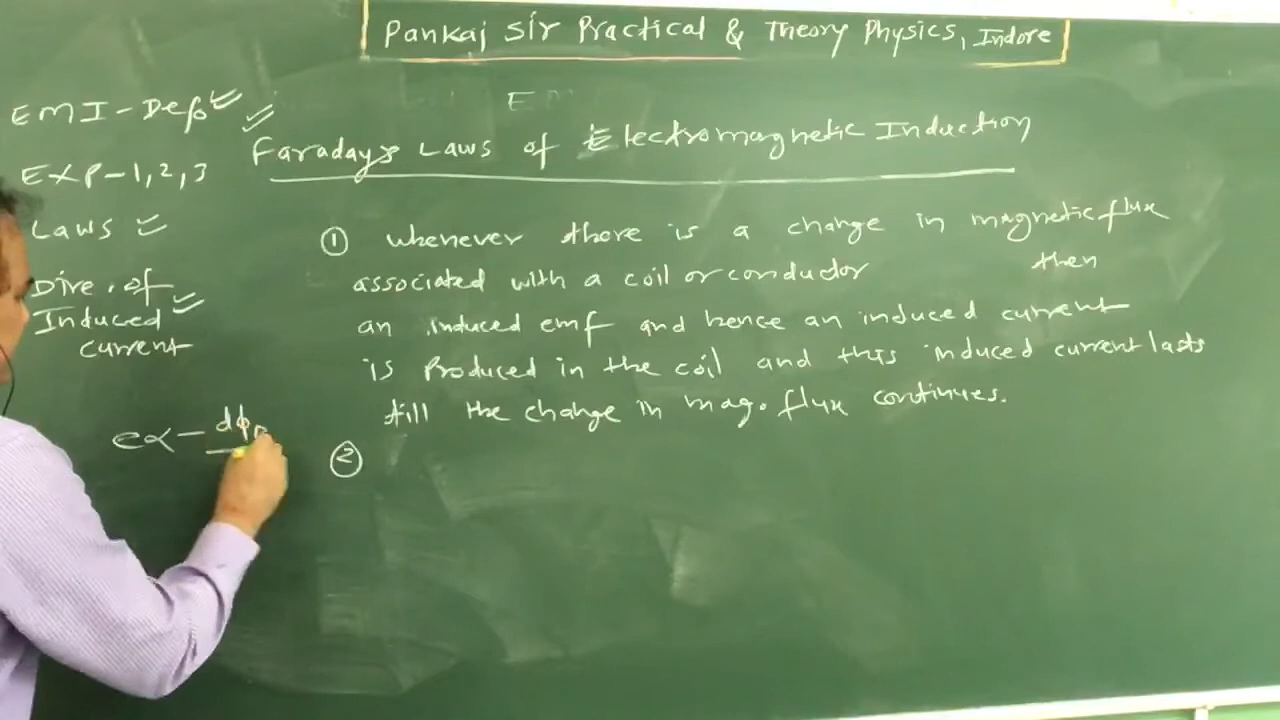 Pankaj Sir Practical & Theory Physics, Indore
EMI - Defⁿ
EXP - 1, 2, 3
Laws
Dire. of
Induced
current
e ∝ - dϕ
Faradays Laws of Electromagnetic Induction
① whenever there is a change in magnetic flux
associated with a coil or conductor then
an induced emf and hence an induced current
is produced in the coil and this induced current lasts
till the change in mag. flux continues.
②